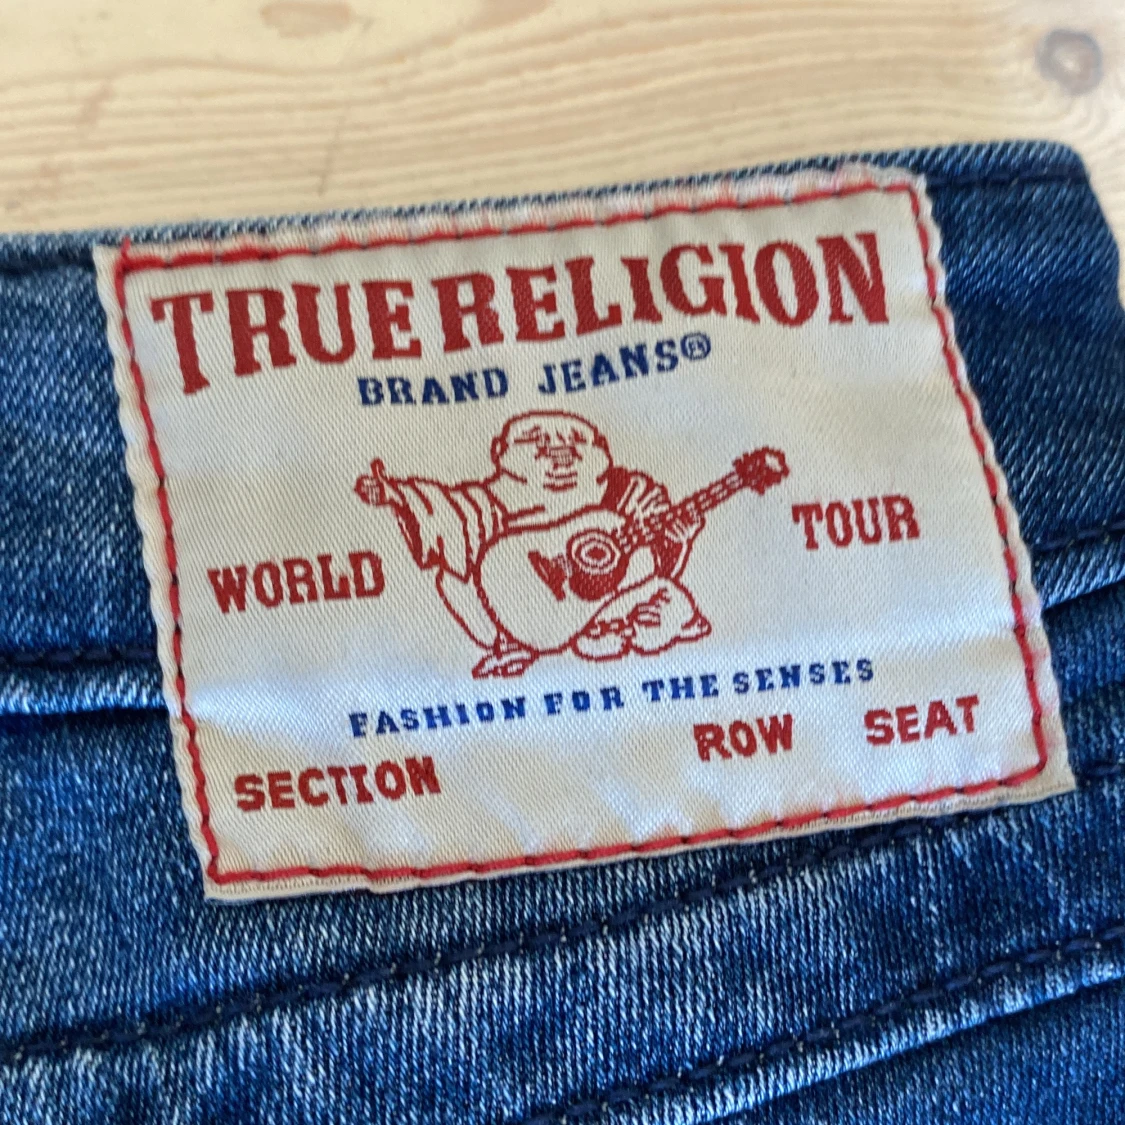 TRUE RELIGION
BRAND JEANS®
WORLD TOUR
FASHION FOR THE SENSES
SECTION ROW SEAT